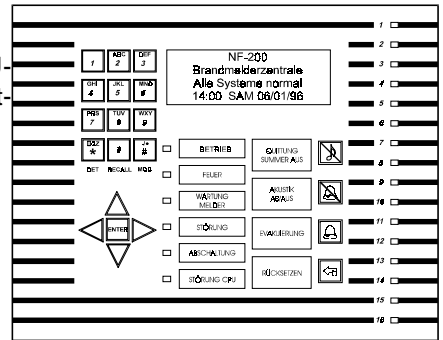 NF-200
Brandmelderzentrale
Alle Systeme normal
14:00 SAM 06/01/96
1
ABC 2
DEF 3
GHI 4
JKL 5
MNO 6
PRS 7
TUV 8
WXY 9
*
#
DET RECALL MOD
ENTER
BETRIEB
FEUER
WARTUNG MELDER
STÖRUNG
ABSCHALTUNG
STÖRUNG CPU
QUITTUNG SUMMER AUS
AKUSTIK AB/AUS
EVAKUIERUNG
RÜCKSETZEN
1
2
3
4
5
6
7
8
9
10
11
12
13
14
15
16